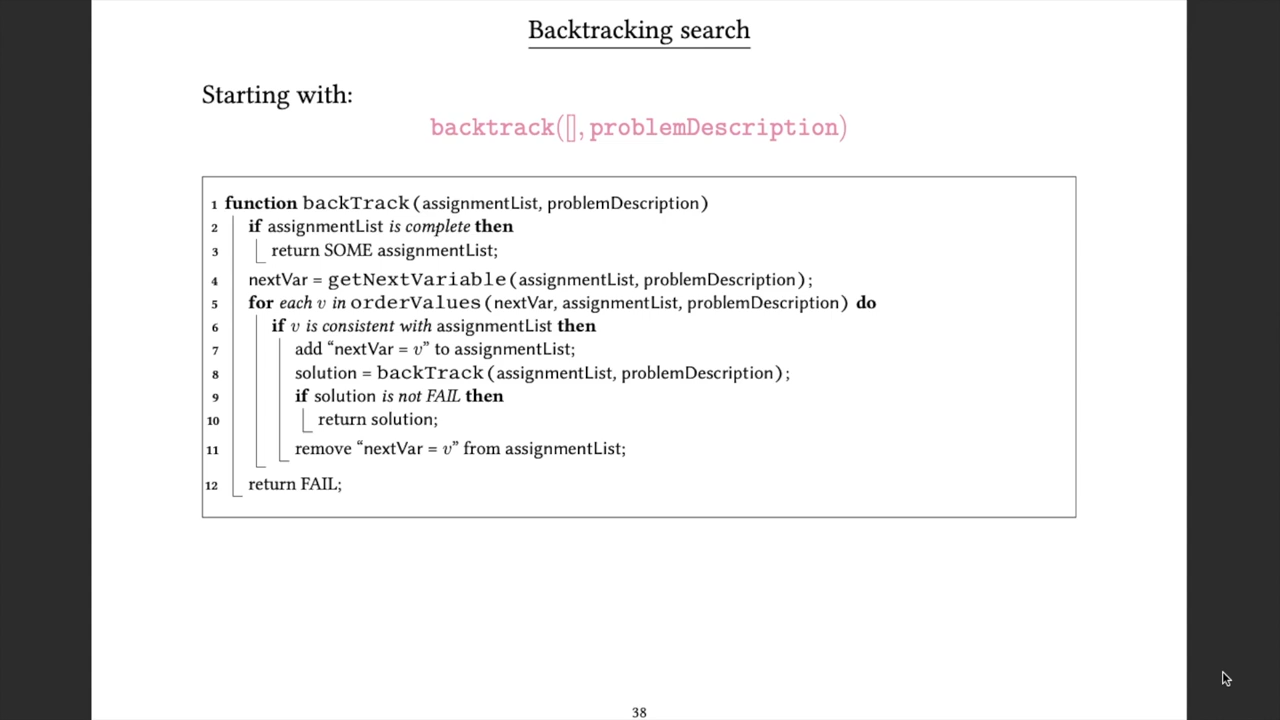 Backtracking search
Starting with:
backtrack([], problemDescription)
1 function backTrack(assignmentList, problemDescription)
2 if assignmentList is complete then
3 return SOME assignmentList;
4 nextVar = getNextVariable(assignmentList, problemDescription);
5 for each v in orderValues(nextVar, assignmentList, problemDescription) do
6 if v is consistent with assignmentList then
7 add “nextVar = v” to assignmentList;
8 solution = backTrack(assignmentList, problemDescription);
9 if solution is not FAIL then
10 return solution;
11 remove “nextVar = v” from assignmentList;
12 return FAIL;
38